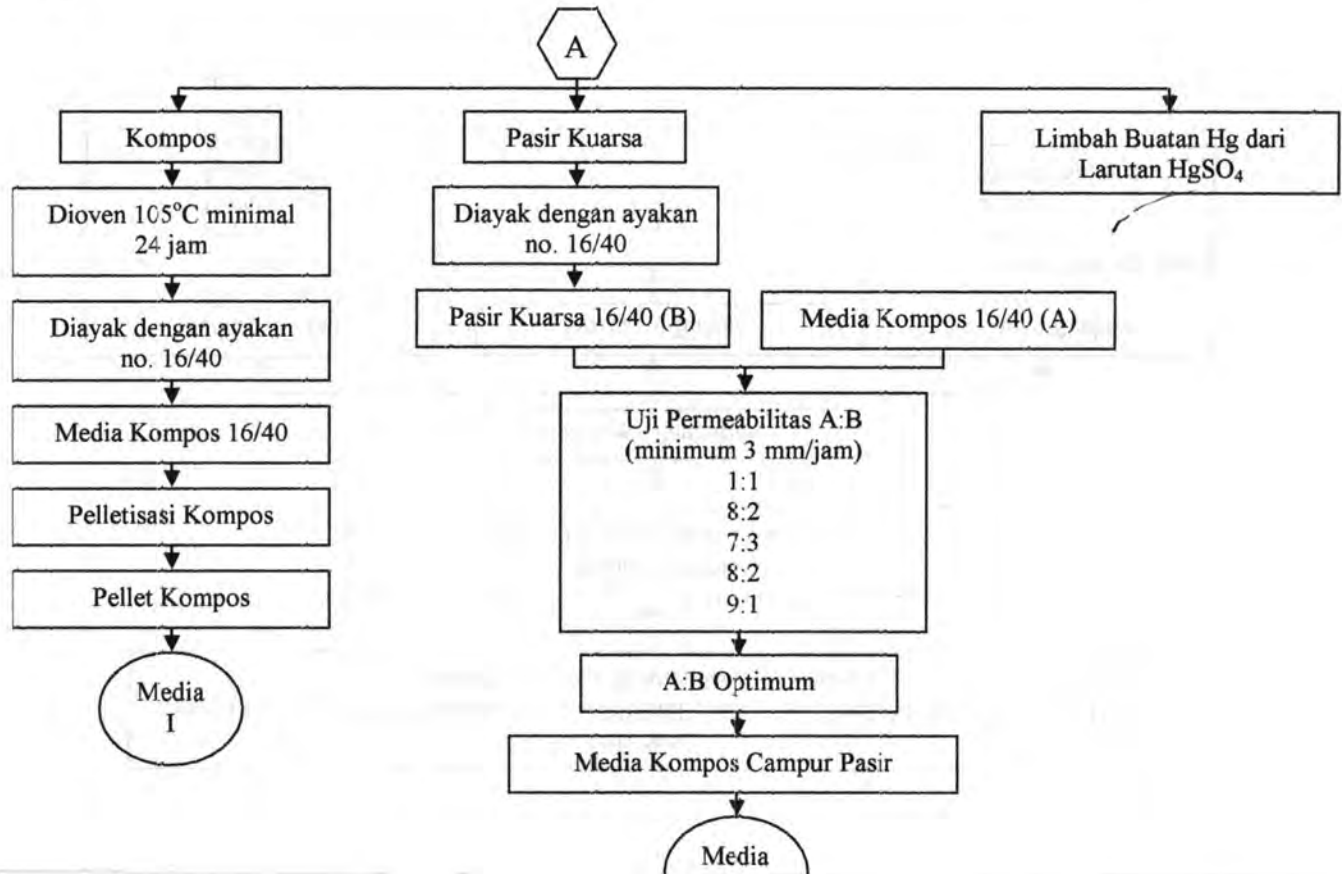 A
Kompos
Dioven 105°C minimal
24 jam
Diayak dengan ayakan
no. 16/40
Media Kompos 16/40
Pelletisasi Kompos
Pellet Kompos
Media
I
Pasir Kuarsa
Diayak dengan ayakan
no. 16/40
Pasir Kuarsa 16/40 (B)
Media Kompos 16/40 (A)
Uji Permeabilitas A:B
(minimum 3 mm/jam)
1:1
8:2
7:3
8:2
9:1
A:B Optimum
Media Kompos Campur Pasir
Media
Limbah Buatan Hg dari
Larutan HgSO₄